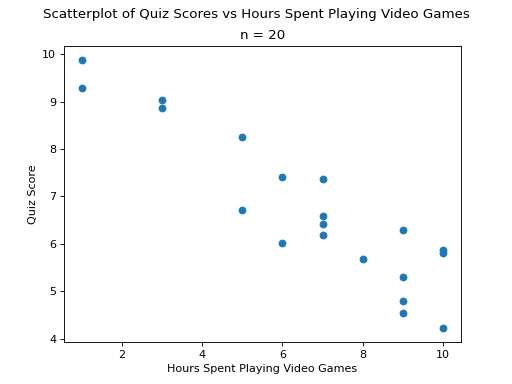 Scatterplot of Quiz Scores vs Hours Spent Playing Video Games
n = 20
10
9
8
7
6
5
4
Quiz Score
2 4 6 8 10
Hours Spent Playing Video Games